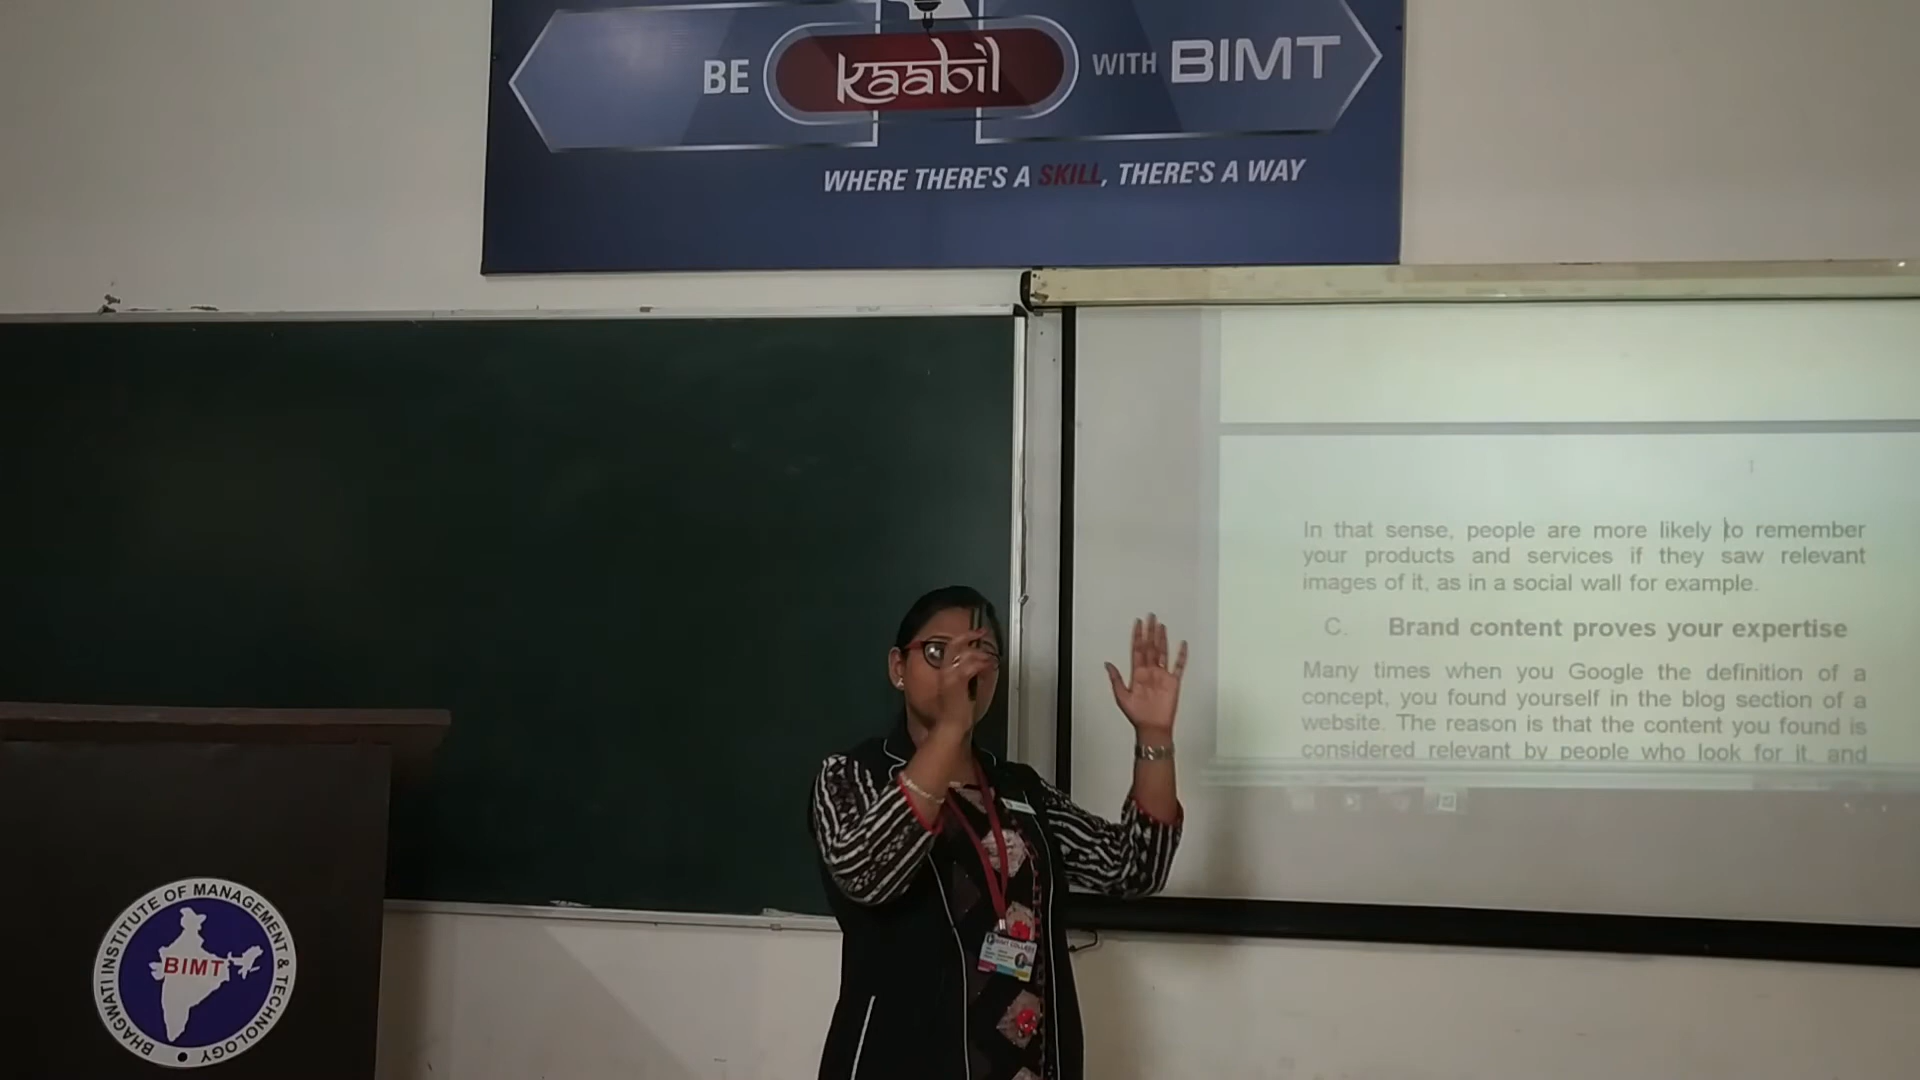 BE kaabil WITH BIMT
WHERE THERE'S A SKILL, THERE'S A WAY
In that sense, people are more likely to remember
your products and services if they saw relevant
images of it, as in a social wall for example.
C. Brand content proves your expertise
Many times when you Google the definition of a
concept, you found yourself in the blog section of a
website. The reason is that the content you found is
considered relevant by people who look for it, and
BHAGWATI INSTITUTE OF MANAGEMENT & TECHNOLOGY
BIMT
BIMT COLLEGE